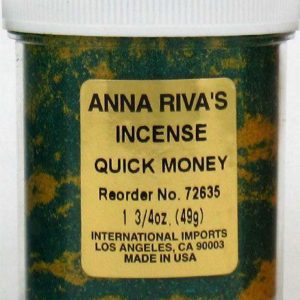 ANNA RIVA'S
INCENSE
QUICK MONEY
Reorder No. 72635
1 3/4oz. (49g)
INTERNATIONAL IMPORTS
LOS ANGELES, CA 90003
MADE IN USA